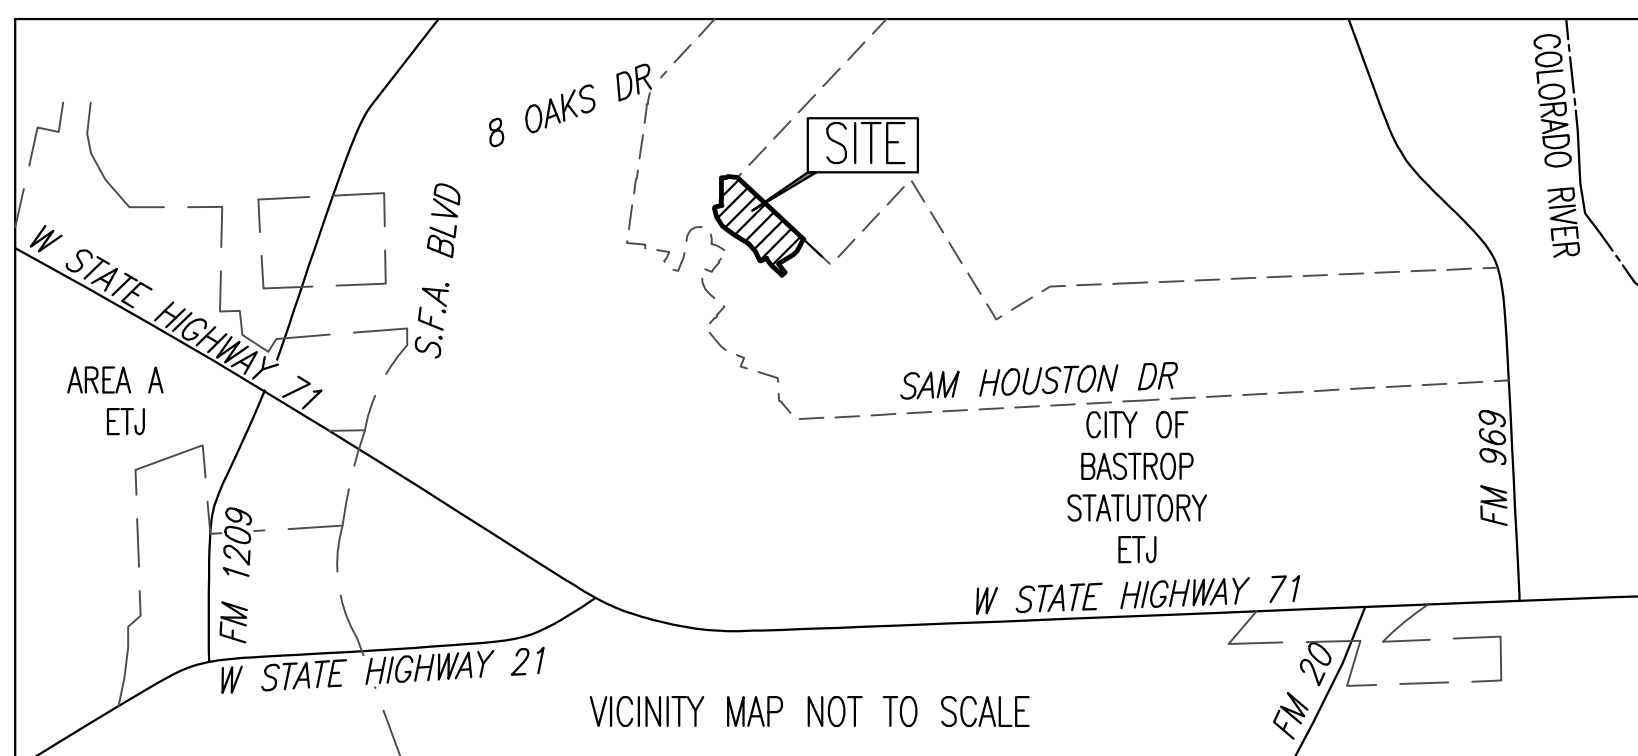 COLORADO RIVER
8 OAKS DR
SITE
S.F.A. BLVD
W STATE HIGHWAY 71
AREA A
ETJ
SAM HOUSTON DR
CITY OF
BASTROP
STATUTORY
ETJ
FM 969
FM 1209
W STATE HIGHWAY 71
W STATE HIGHWAY 21
FM 20
VICINITY MAP NOT TO SCALE